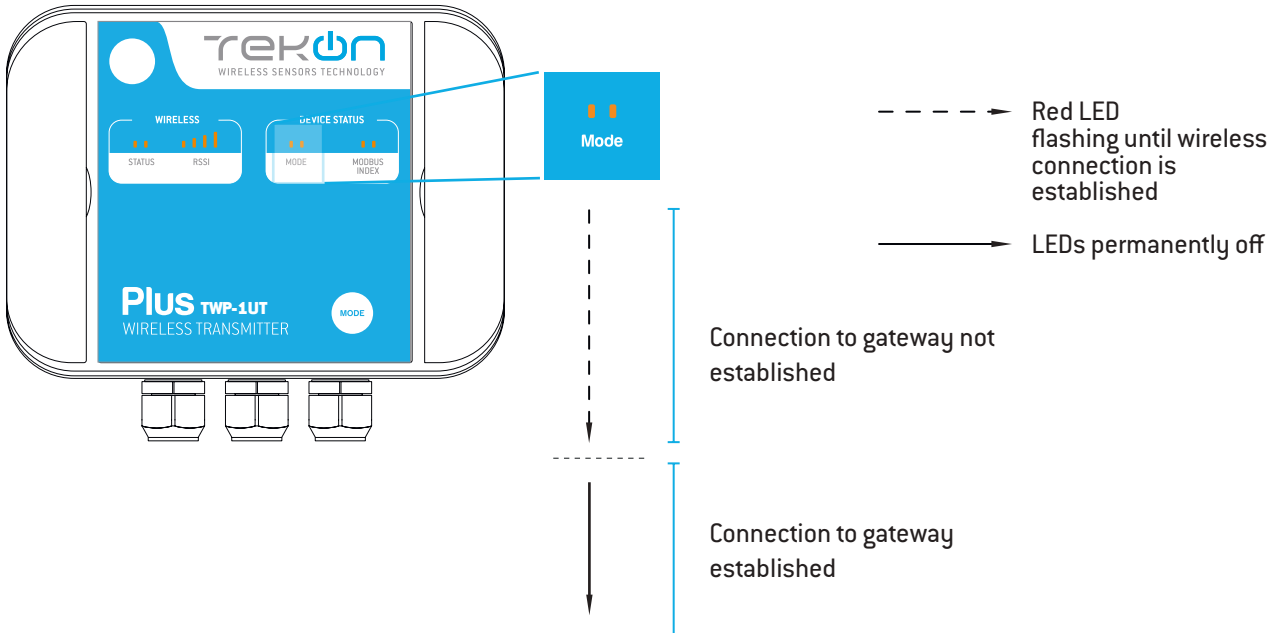 TEKON
WIRELESS SENSORS TECHNOLOGY
WIRELESS
DEVICE STATUS
STATUS
RSSI
MODE
MODBUS
INDEX
Plus TWP-1UT
WIRELESS TRANSMITTER
MODE
Mode
Red LED
flashing until wireless
connection is
established
LEDs permanently off
Connection to gateway not
established
Connection to gateway
established